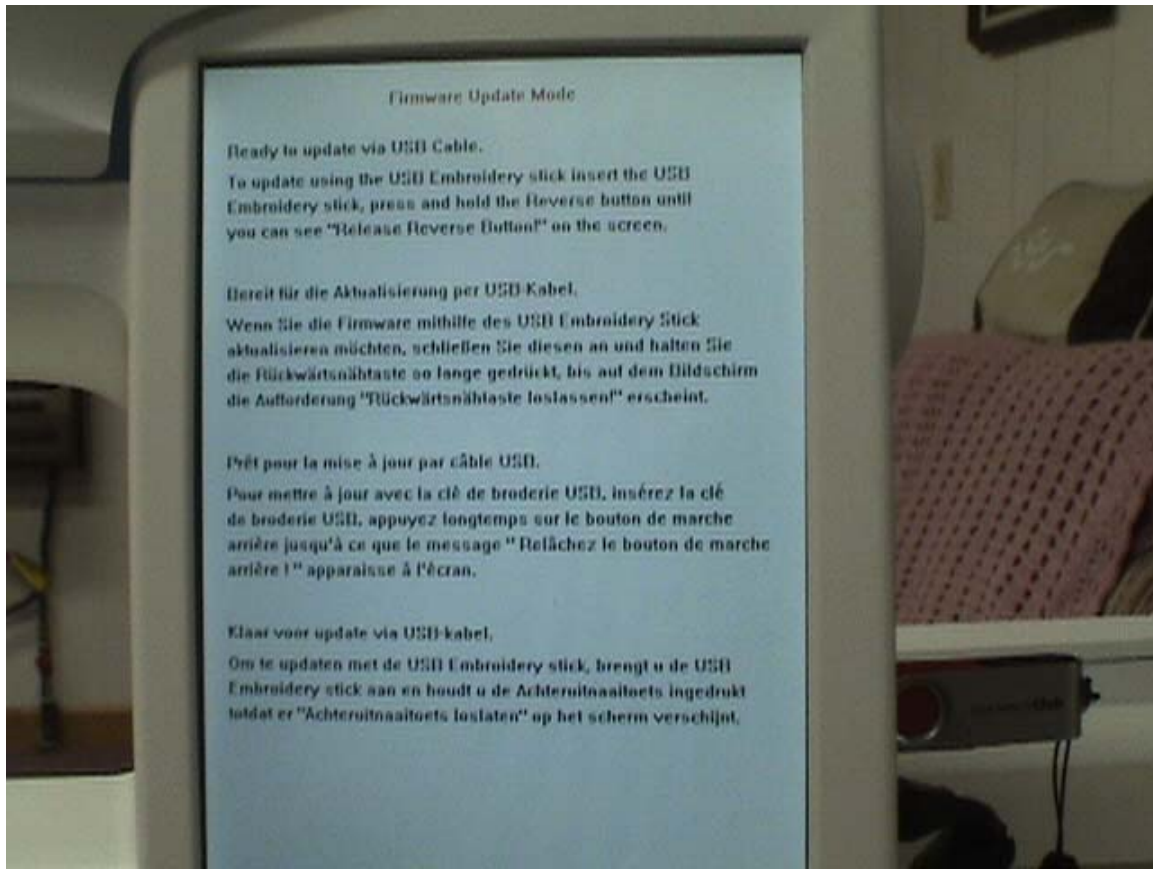 Firmware Update Mode
Ready to update via USB Cable.
To update using the USB Embroidery stick insert the USB
Embroidery stick, press and hold the Reverse button until
you can see "Release Reverse Button!" on the screen.
Bereit für die Aktualisierung per USB-Kabel.
Wenn Sie die Firmware mithilfe des USB Embroidery Stick
aktualisieren möchten, schließen Sie diesen an und halten Sie
die Rückwärtsnähtaste so lange gedrückt, bis auf dem Bildschirm
die Aufforderung "Rückwärtsnähtaste loslassen!" erscheint.
Prêt pour la mise à jour par câble USB.
Pour mettre à jour avec la clé de broderie USB, insérez la clé
de broderie USB, appuyez longtemps sur le bouton de marche
arrière jusqu'à ce que le message " Relâchez le bouton de marche
arrière ! " apparaisse à l'écran.
Klaar voor update via USB-kabel.
Om te updaten met de USB Embroidery stick, brengt u de USB
Embroidery stick aan en houdt u de Achteruitnaaitoets ingedrukt
totdat er "Achteruitnaaitoets loslaten" op het scherm verschijnt.